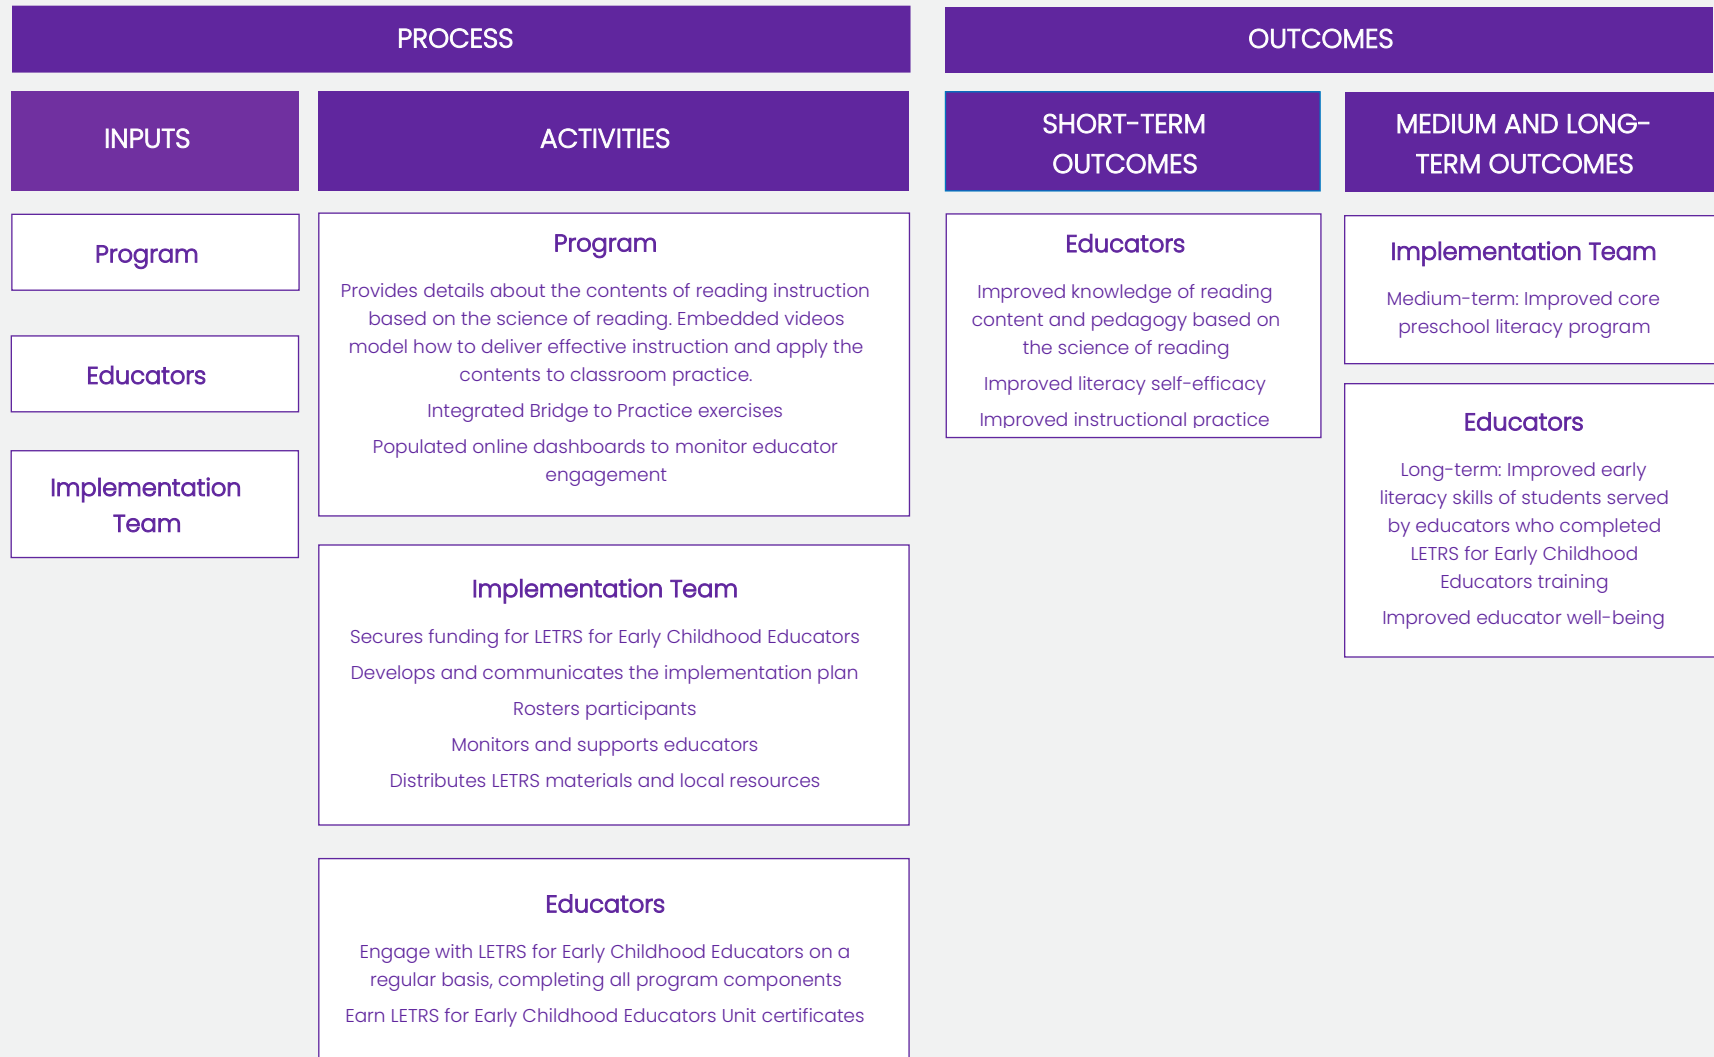 PROCESS
OUTCOMES
INPUTS
ACTIVITIES
SHORT-TERM
OUTCOMES
MEDIUM AND LONG-
TERM OUTCOMES
Program
Educators
Implementation
Team
Program
Provides details about the contents of reading instruction
based on the science of reading. Embedded videos
model how to deliver effective instruction and apply the
contents to classroom practice.
Integrated Bridge to Practice exercises
Populated online dashboards to monitor educator
engagement
Implementation Team
Secures funding for LETRS for Early Childhood Educators
Develops and communicates the implementation plan
Rosters participants
Monitors and supports educators
Distributes LETRS materials and local resources
Educators
Engage with LETRS for Early Childhood Educators on a
regular basis, completing all program components
Earn LETRS for Early Childhood Educators Unit certificates
Educators
Improved knowledge of reading
content and pedagogy based on
the science of reading
Improved literacy self-efficacy
Improved instructional practice
Implementation Team
Medium-term: Improved core
preschool literacy program
Educators
Long-term: Improved early
literacy skills of students served
by educators who completed
LETRS for Early Childhood
Educators training
Improved educator well-being